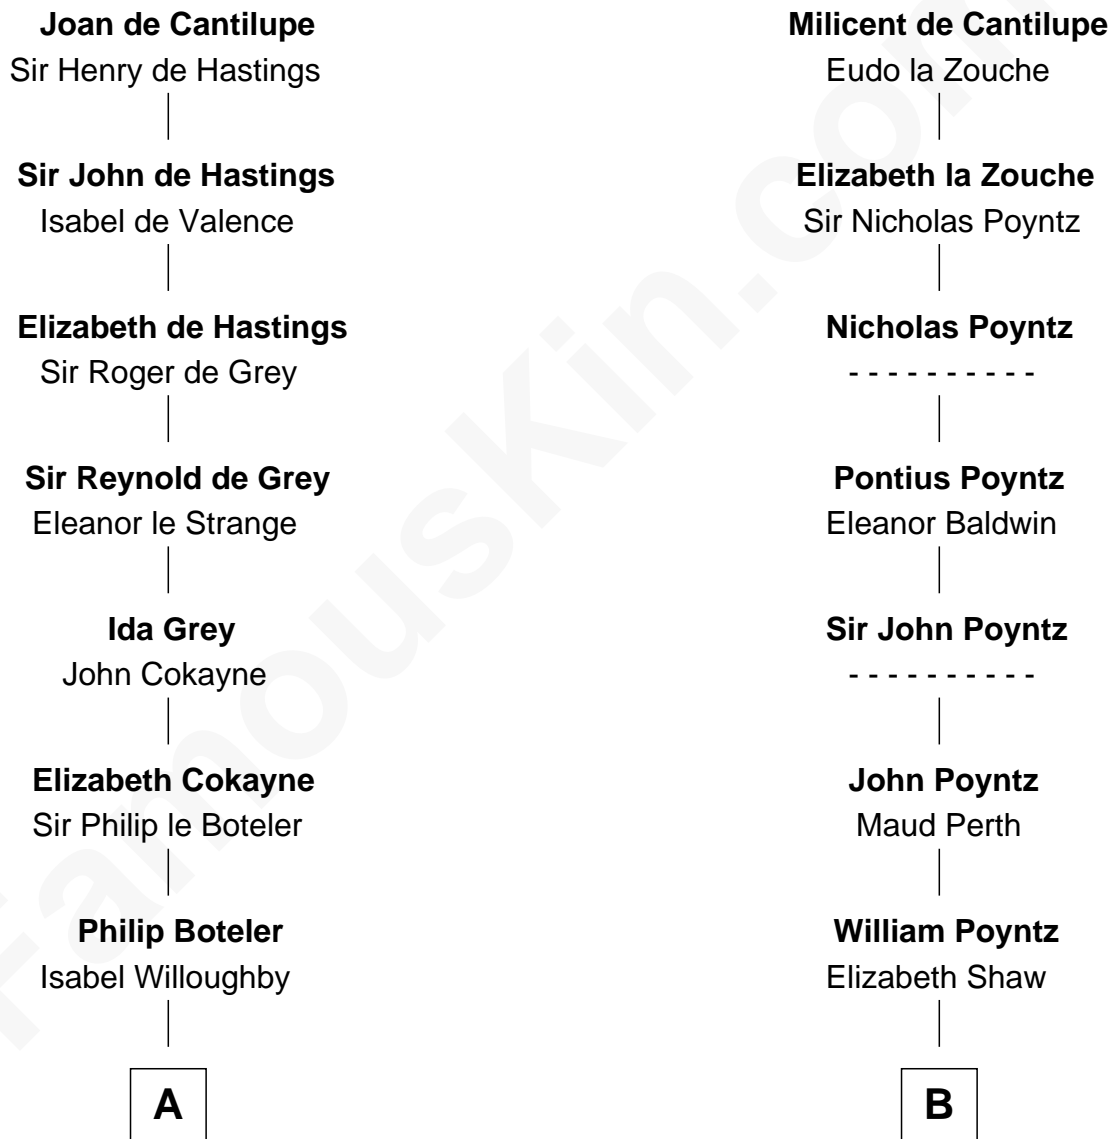 Joan de Cantilupe
Sir Henry de Hastings
Sir John de Hastings
Isabel de Valence
Elizabeth de Hastings
Sir Roger de Grey
Sir Reynold de Grey
Eleanor le Strange
Ida Grey
John Cokayne
Elizabeth Cokayne
Sir Philip le Boteler
Philip Boteler
Isabel Willoughby
A
Milicent de Cantilupe
Eudo la Zouche
Elizabeth la Zouche
Sir Nicholas Poyntz
Nicholas Poyntz
- - - - - - - - - -
Pontius Poyntz
Eleanor Baldwin
Sir John Poyntz
- - - - - - - - - -
John Poyntz
Maud Perth
William Poyntz
Elizabeth Shaw
B
FamousKin.com